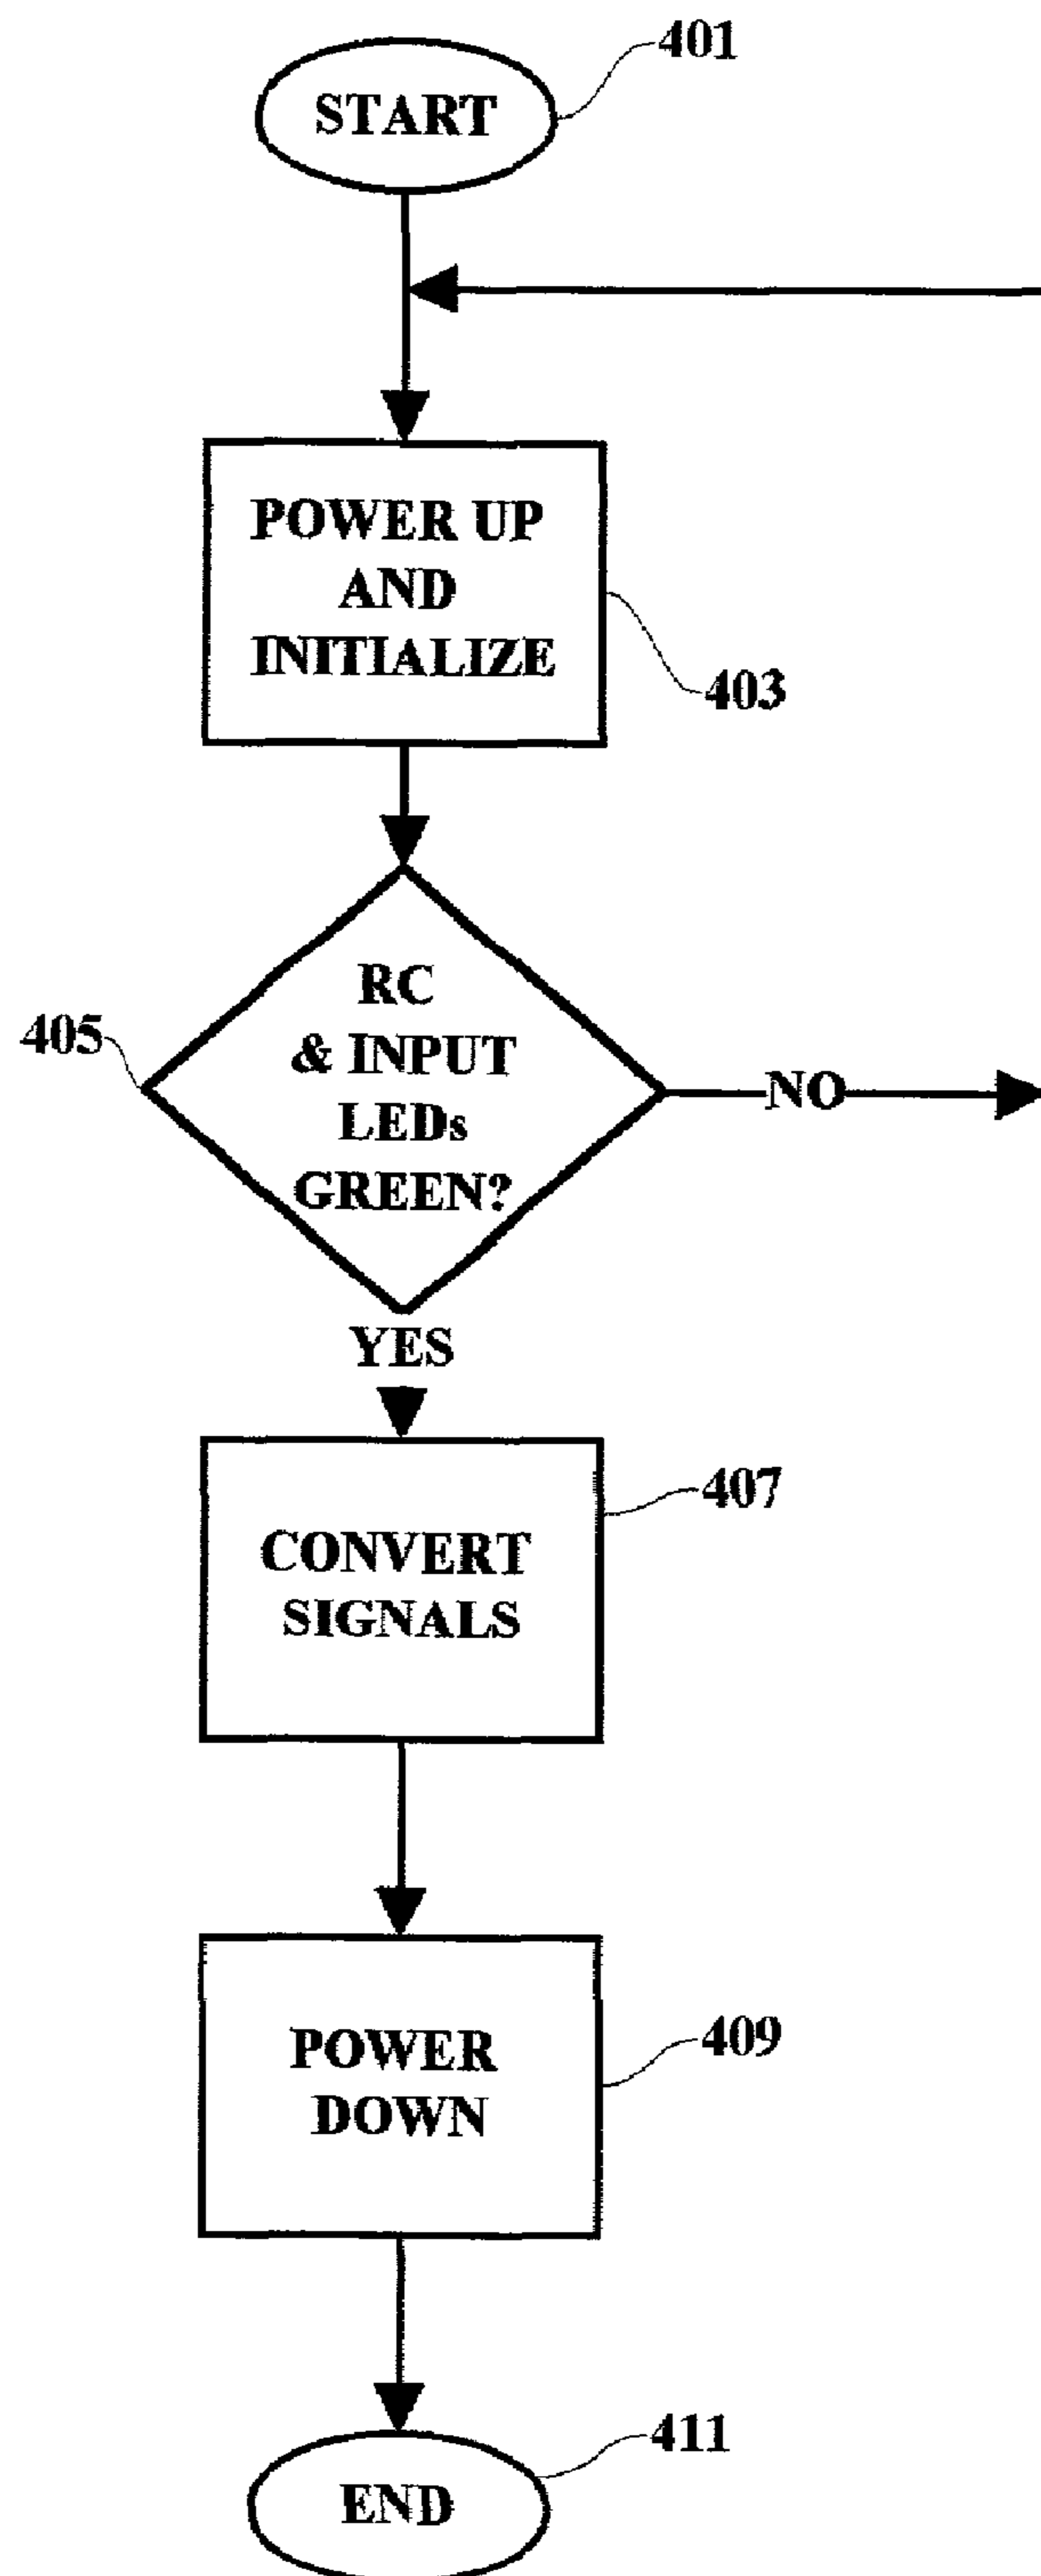 401
START
POWER UP
AND
INITIALIZE
403
RC
& INPUT
LEDs
GREEN?
405
NO
YES
407
CONVERT
SIGNALS
POWER
DOWN
409
411
END